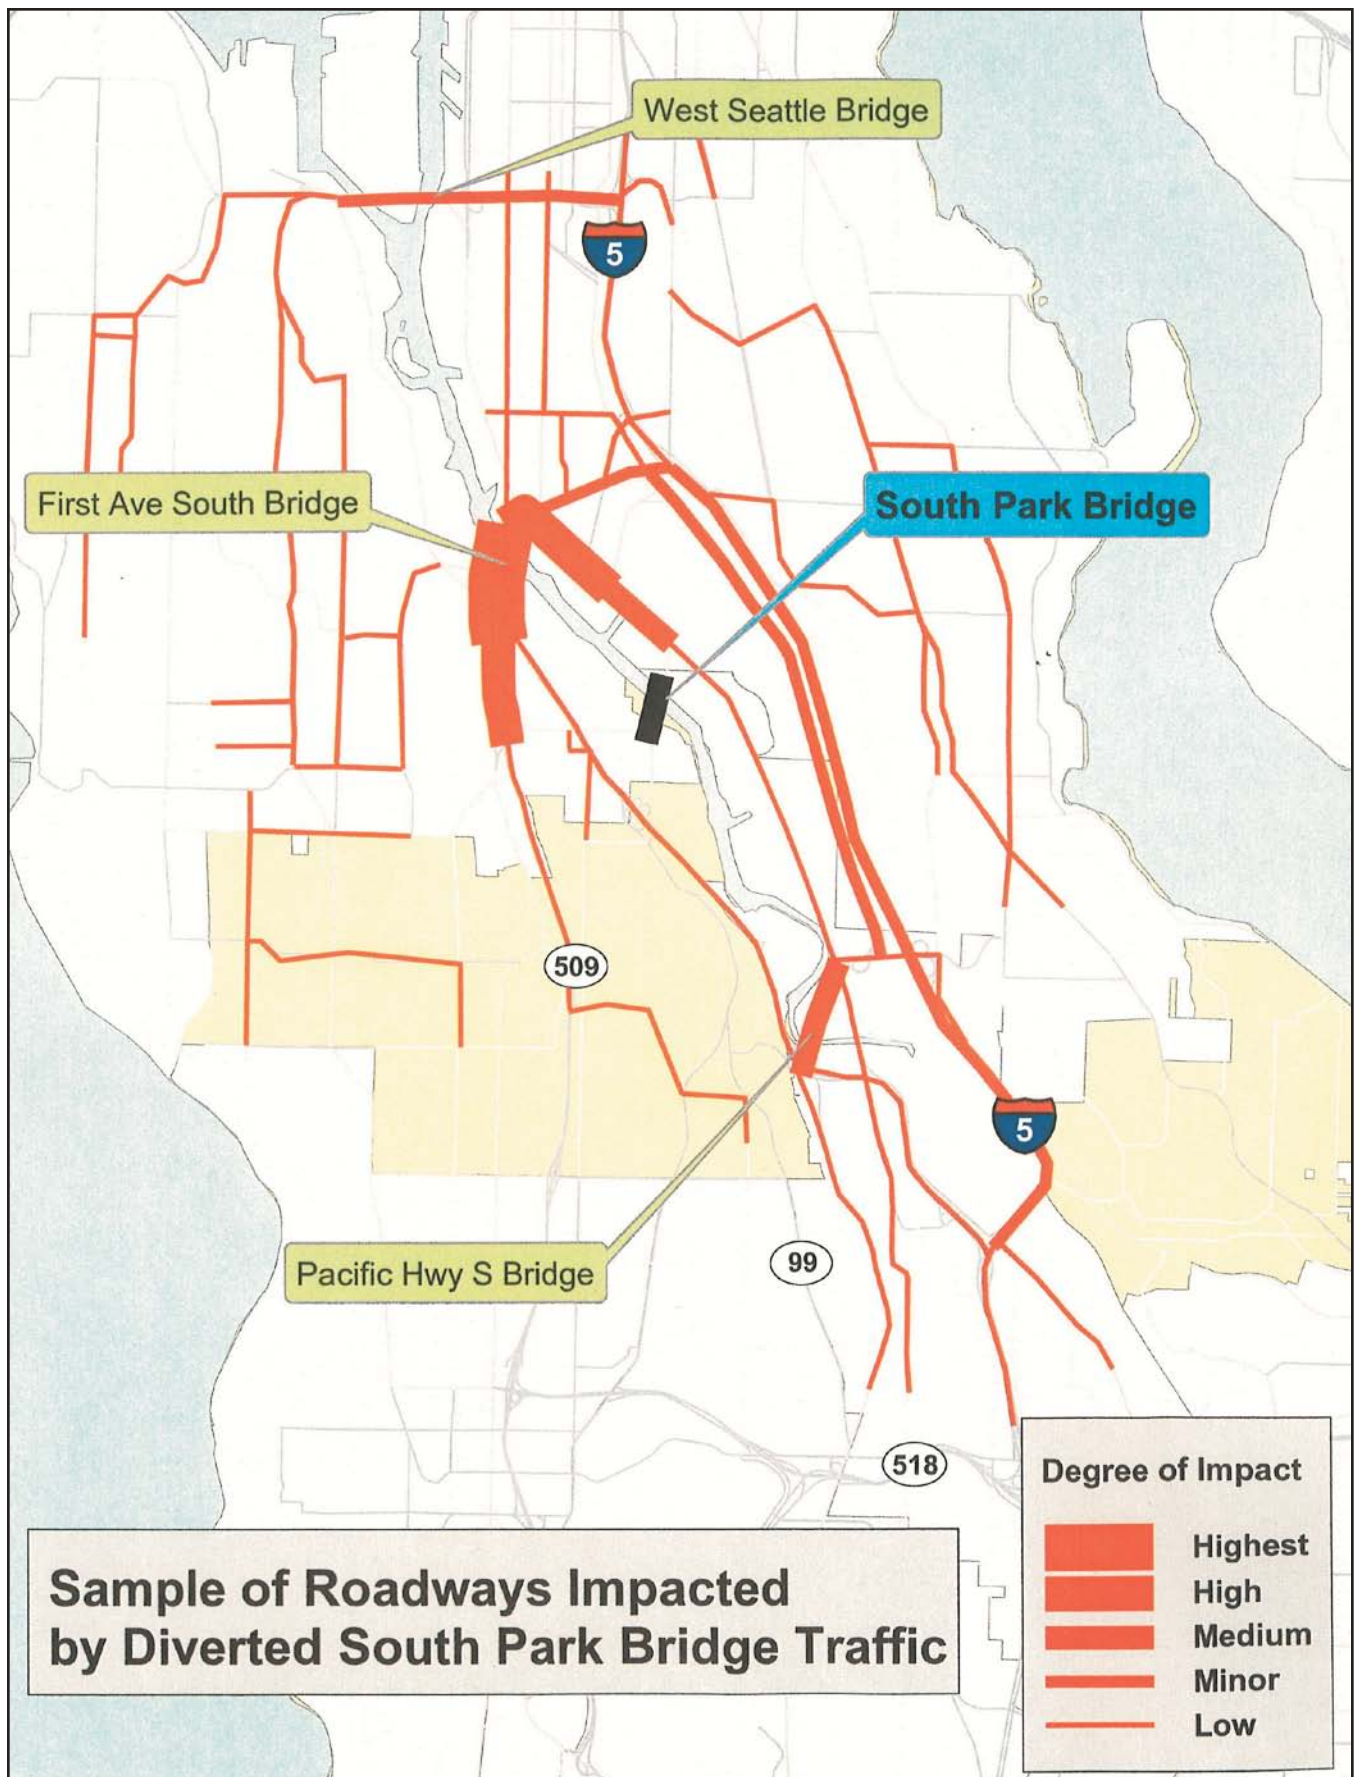 West Seattle Bridge
5
First Ave South Bridge
South Park Bridge
509
5
Pacific Hwy S Bridge
99
518
Degree of Impact
Highest
High
Medium
Minor
Low
Sample of Roadways Impacted
by Diverted South Park Bridge Traffic